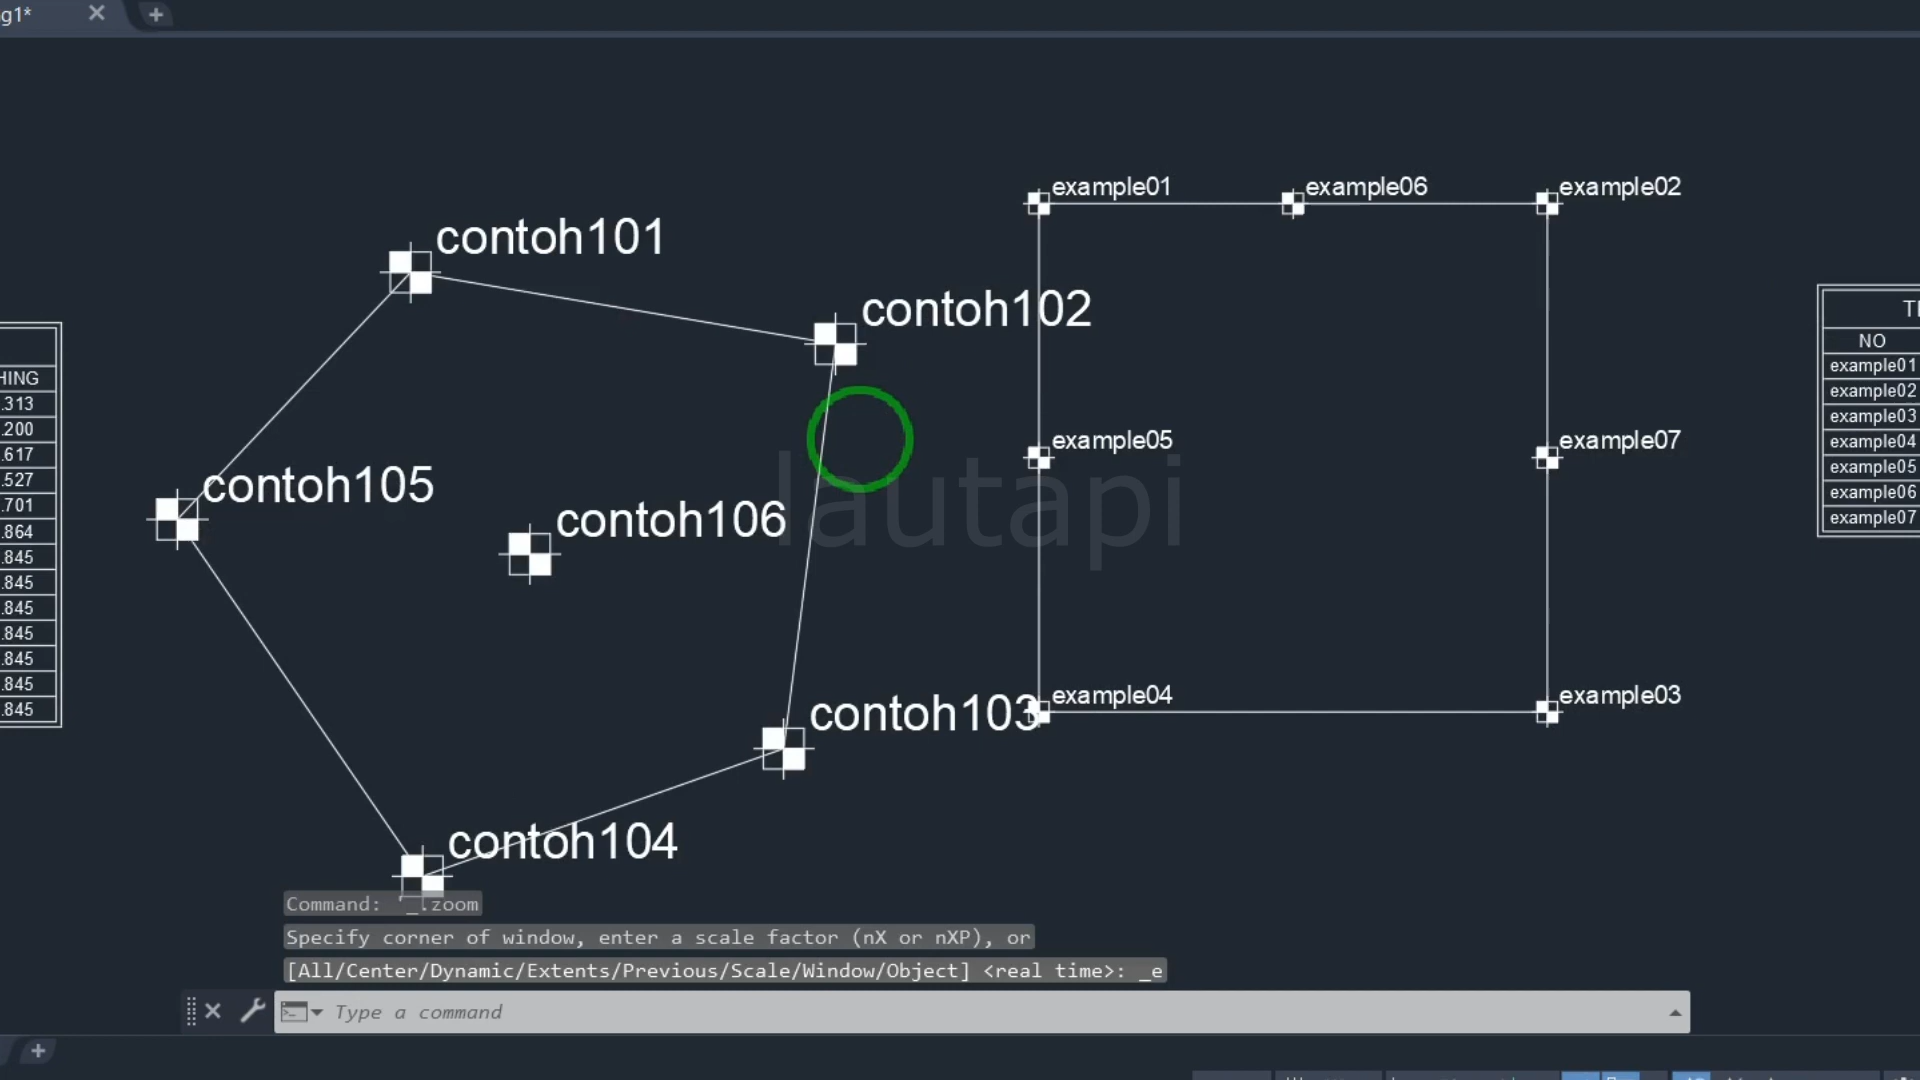 g1*
example01
example06
example02
contoh101
contoh102
example05
example07
contoh105
contoh106
lautapi
example04
example03
contoh103
contoh104
HING
.313
.200
.617
.527
.701
.864
.845
.845
.845
.845
.845
.845
.845
NO
example01
example02
example03
example04
example05
example06
example07
Command: '_.zoom
Specify corner of window, enter a scale factor (nX or nXP), or
[All/Center/Dynamic/Extents/Previous/Scale/Window/Object] <real time>: _e
Type a command